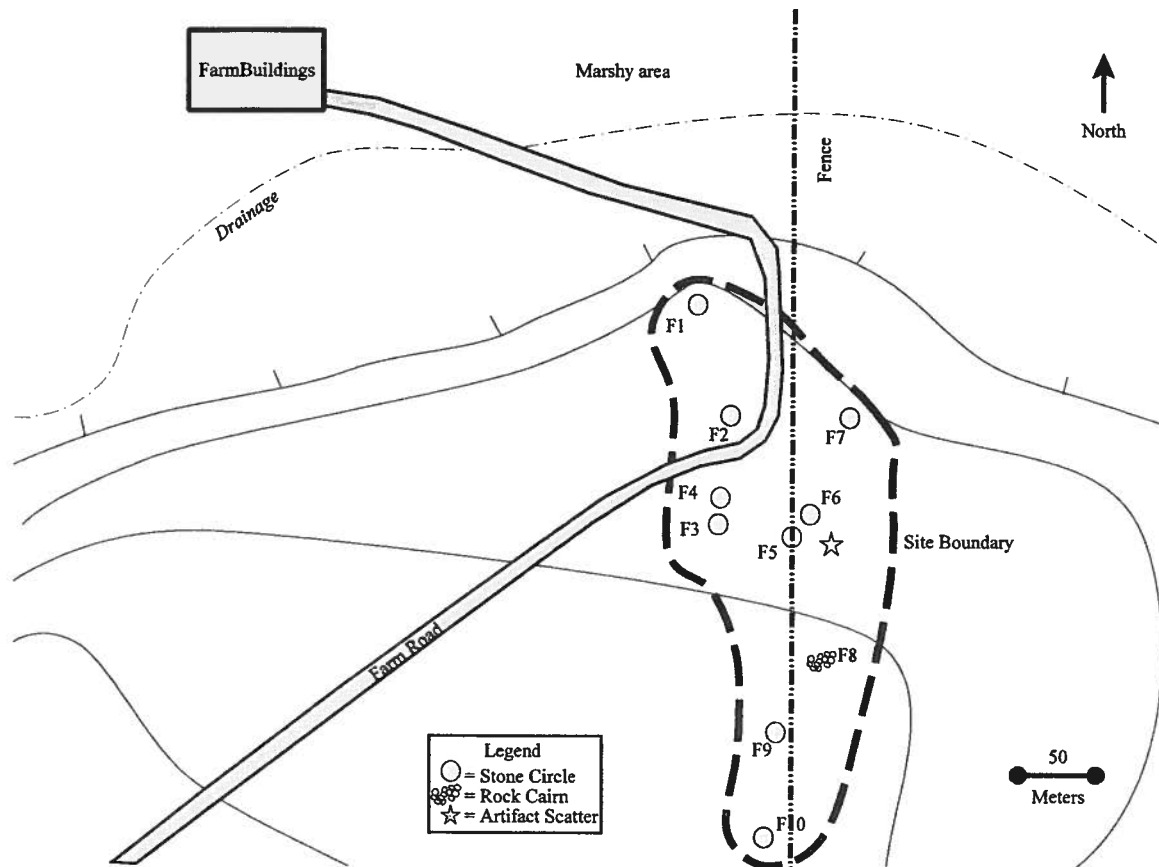 FarmBuildings
Marshy area
North
Fence
Drainage
F1
F2
F7
F4
F6
F3
F5
Site Boundary
Farm Road
F8
F9
Legend
= Stone Circle
= Rock Cairn
= Artifact Scatter
50
Meters
F10